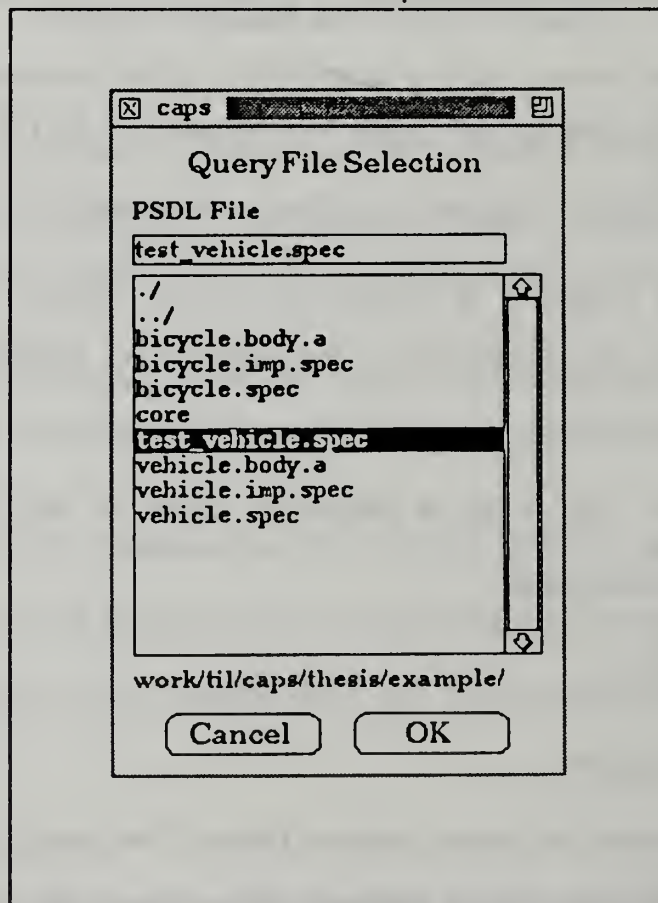 caps
Query File Selection
PSDL File
test_vehicle.spec
./
../
bicycle.body.a
bicycle.imp.spec
bicycle.spec
core
test_vehicle.spec
vehicle.body.a
vehicle.imp.spec
vehicle.spec
work/til/caps/thesis/example/
Cancel OK